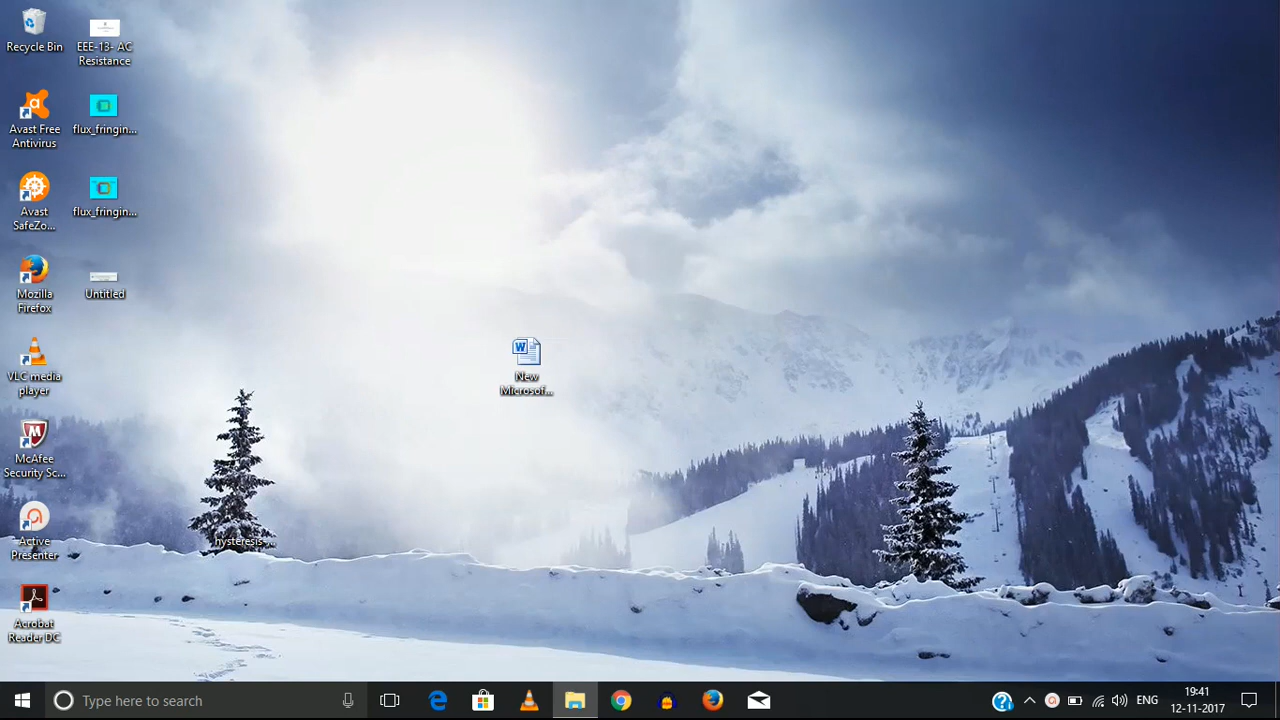 Recycle Bin
EEE-13- AC
Resistance
Avast Free
Antivirus
flux_fringin...
Avast
SafeZo...
flux_fringin...
Mozilla
Firefox
Untitled
VLC media
player
New
Microsof...
McAfee
Security Sc...
Active
Presenter
hysteresis
Acrobat
Reader DC
Type here to search
ENG
19:41
12-11-2017